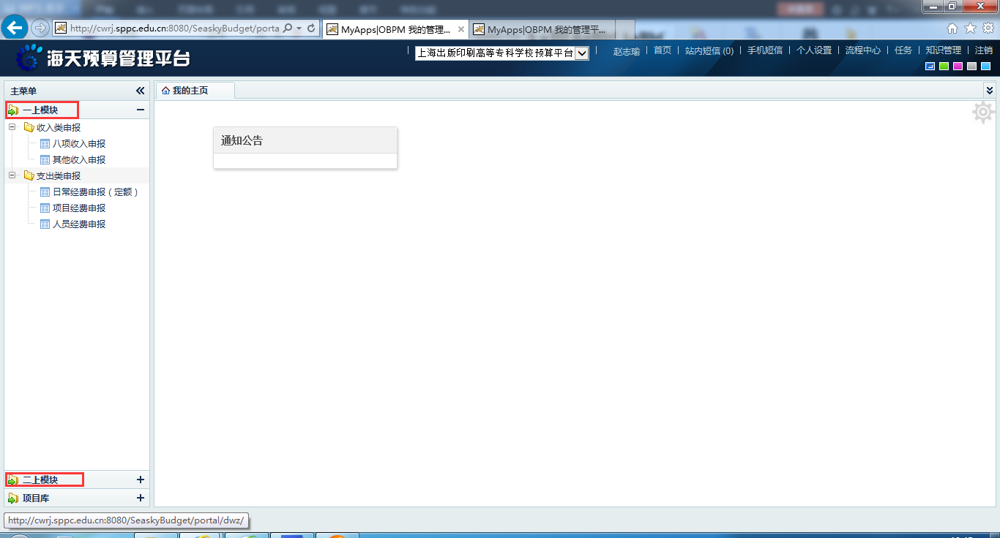 http://cwrj.sppc.edu.cn:8080/SeaskyBudget/porta
MyApps|OBPM 我的管理...
MyApps|OBPM 我的管理平...
海天预算管理平台
上海出版印刷高等专科学校预算平台
赵志瑜
首页
站内短信 (0)
手机短信
个人设置
流程中心
任务
知识管理
注销
主菜单
我的主页
一上模块
收入类申报
八项收入申报
其他收入申报
支出类申报
日常经费申报（定额）
项目经费申报
人员经费申报
通知公告
二上模块
项目库
http://cwrj.sppc.edu.cn:8080/SeaskyBudget/portal/dwz/